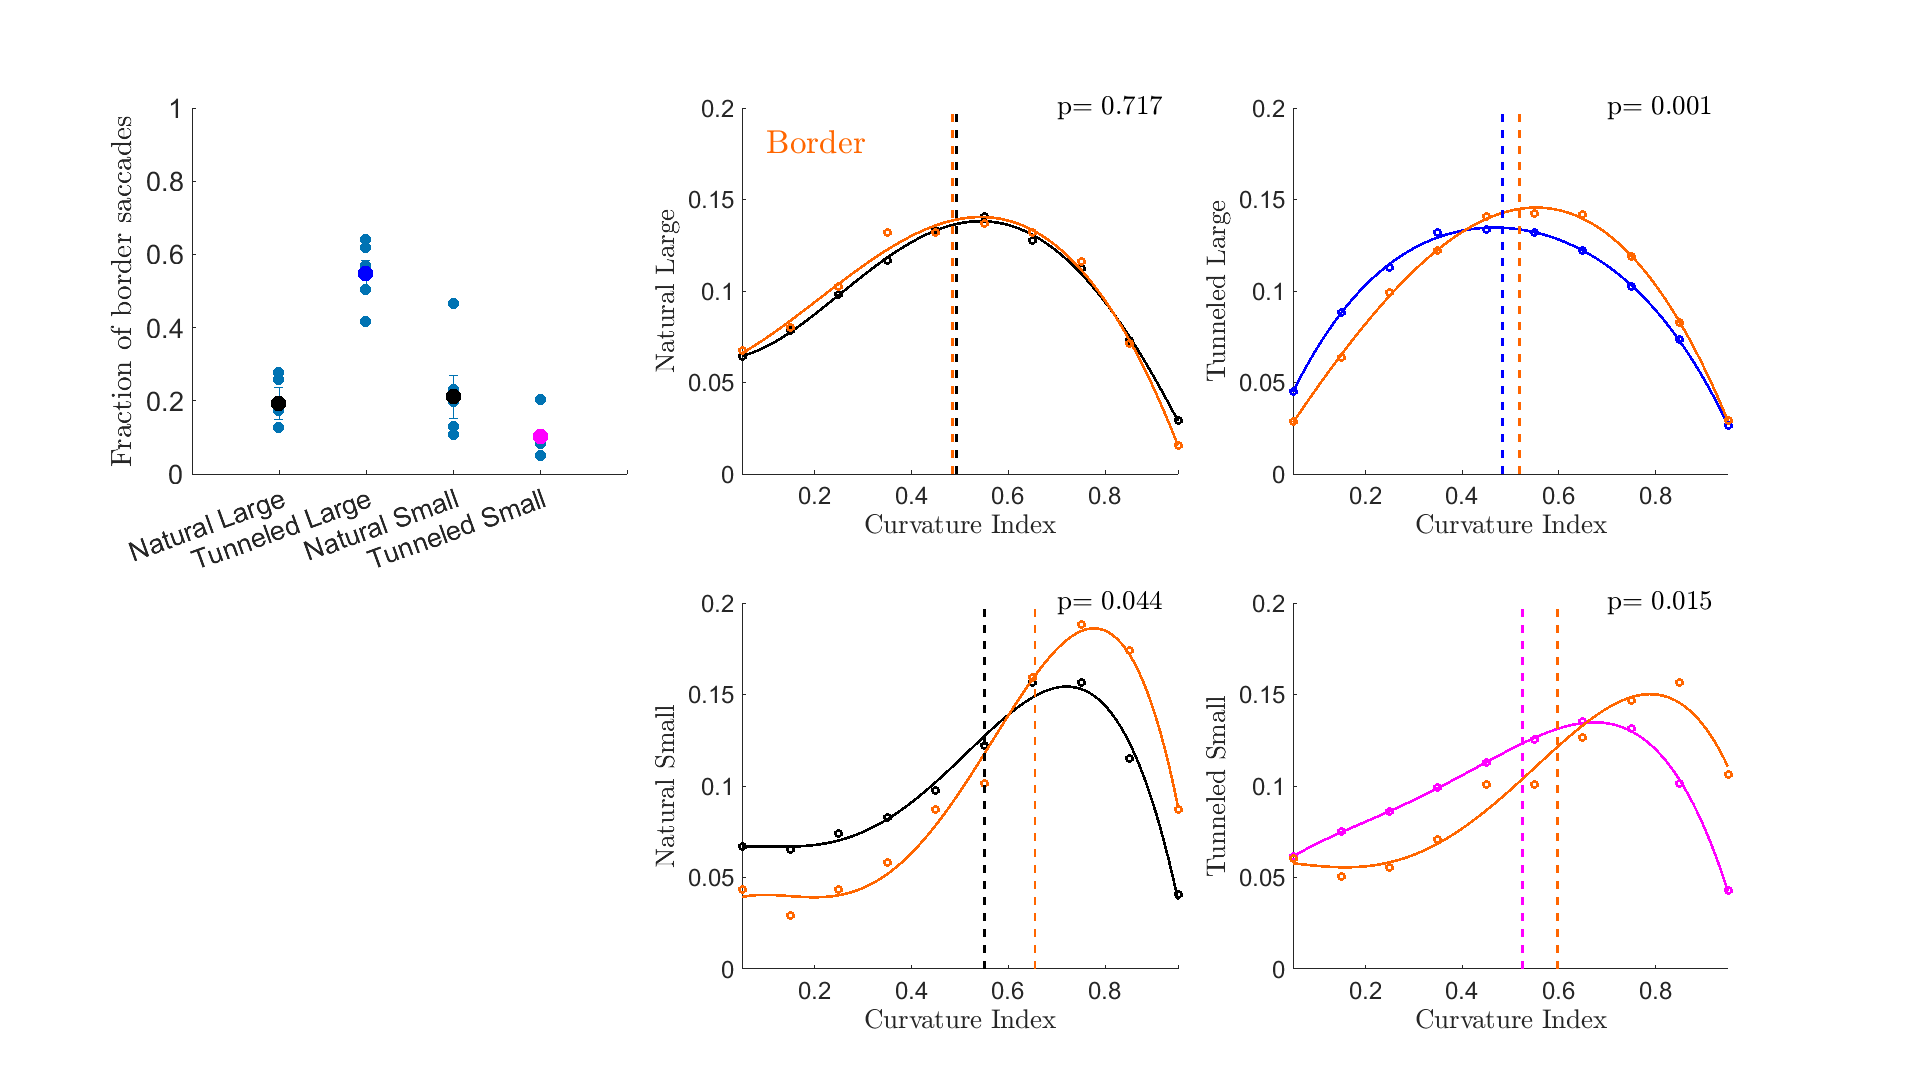 Fraction of border saccades
1
0.8
0.6
0.4
0.2
0
Natural Large
Tunneled Large
Natural Small
Tunneled Small
p= 0.717
Border
Natural Large
0.2
0.15
0.1
0.05
0
0.2 0.4 0.6 0.8
Curvature Index
p= 0.001
Tunneled Large
0.2
0.15
0.1
0.05
0
0.2 0.4 0.6 0.8
Curvature Index
p= 0.044
Natural Small
0.2
0.15
0.1
0.05
0
0.2 0.4 0.6 0.8
Curvature Index
p= 0.015
Tunneled Small
0.2
0.15
0.1
0.05
0
0.2 0.4 0.6 0.8
Curvature Index